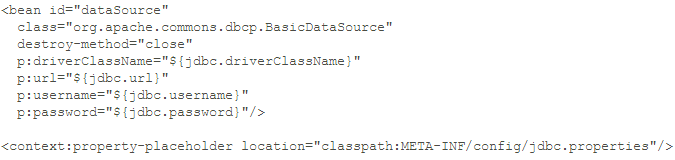 <bean id="dataSource"
class="org.apache.commons.dbcp.BasicDataSource"
destroy-method="close"
p:driverClassName="${jdbc.driverClassName}"
p:url="${jdbc.url}"
p:username="${jdbc.username}"
p:password="${jdbc.password}"/>
<context:property-placeholder location="classpath:META-INF/config/jdbc.properties"/>